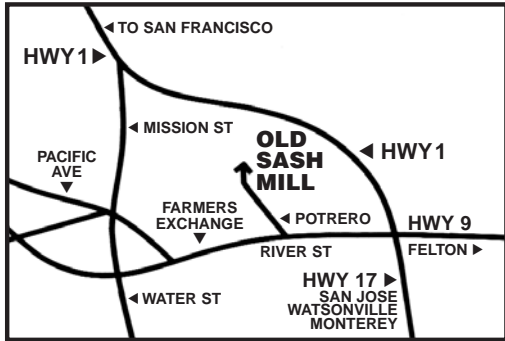 ◄TO SAN FRANCISCO
HWY 1►
◄MISSION ST
PACIFIC
AVE
▼
OLD
SASH
MILL
◄HWY 1
FARMERS
EXCHANGE
▼
◄POTRERO
HWY 9
RIVER ST
FELTON►
HWY 17►
SAN JOSE
WATSONVILLE
MONTEREY
◄WATER ST